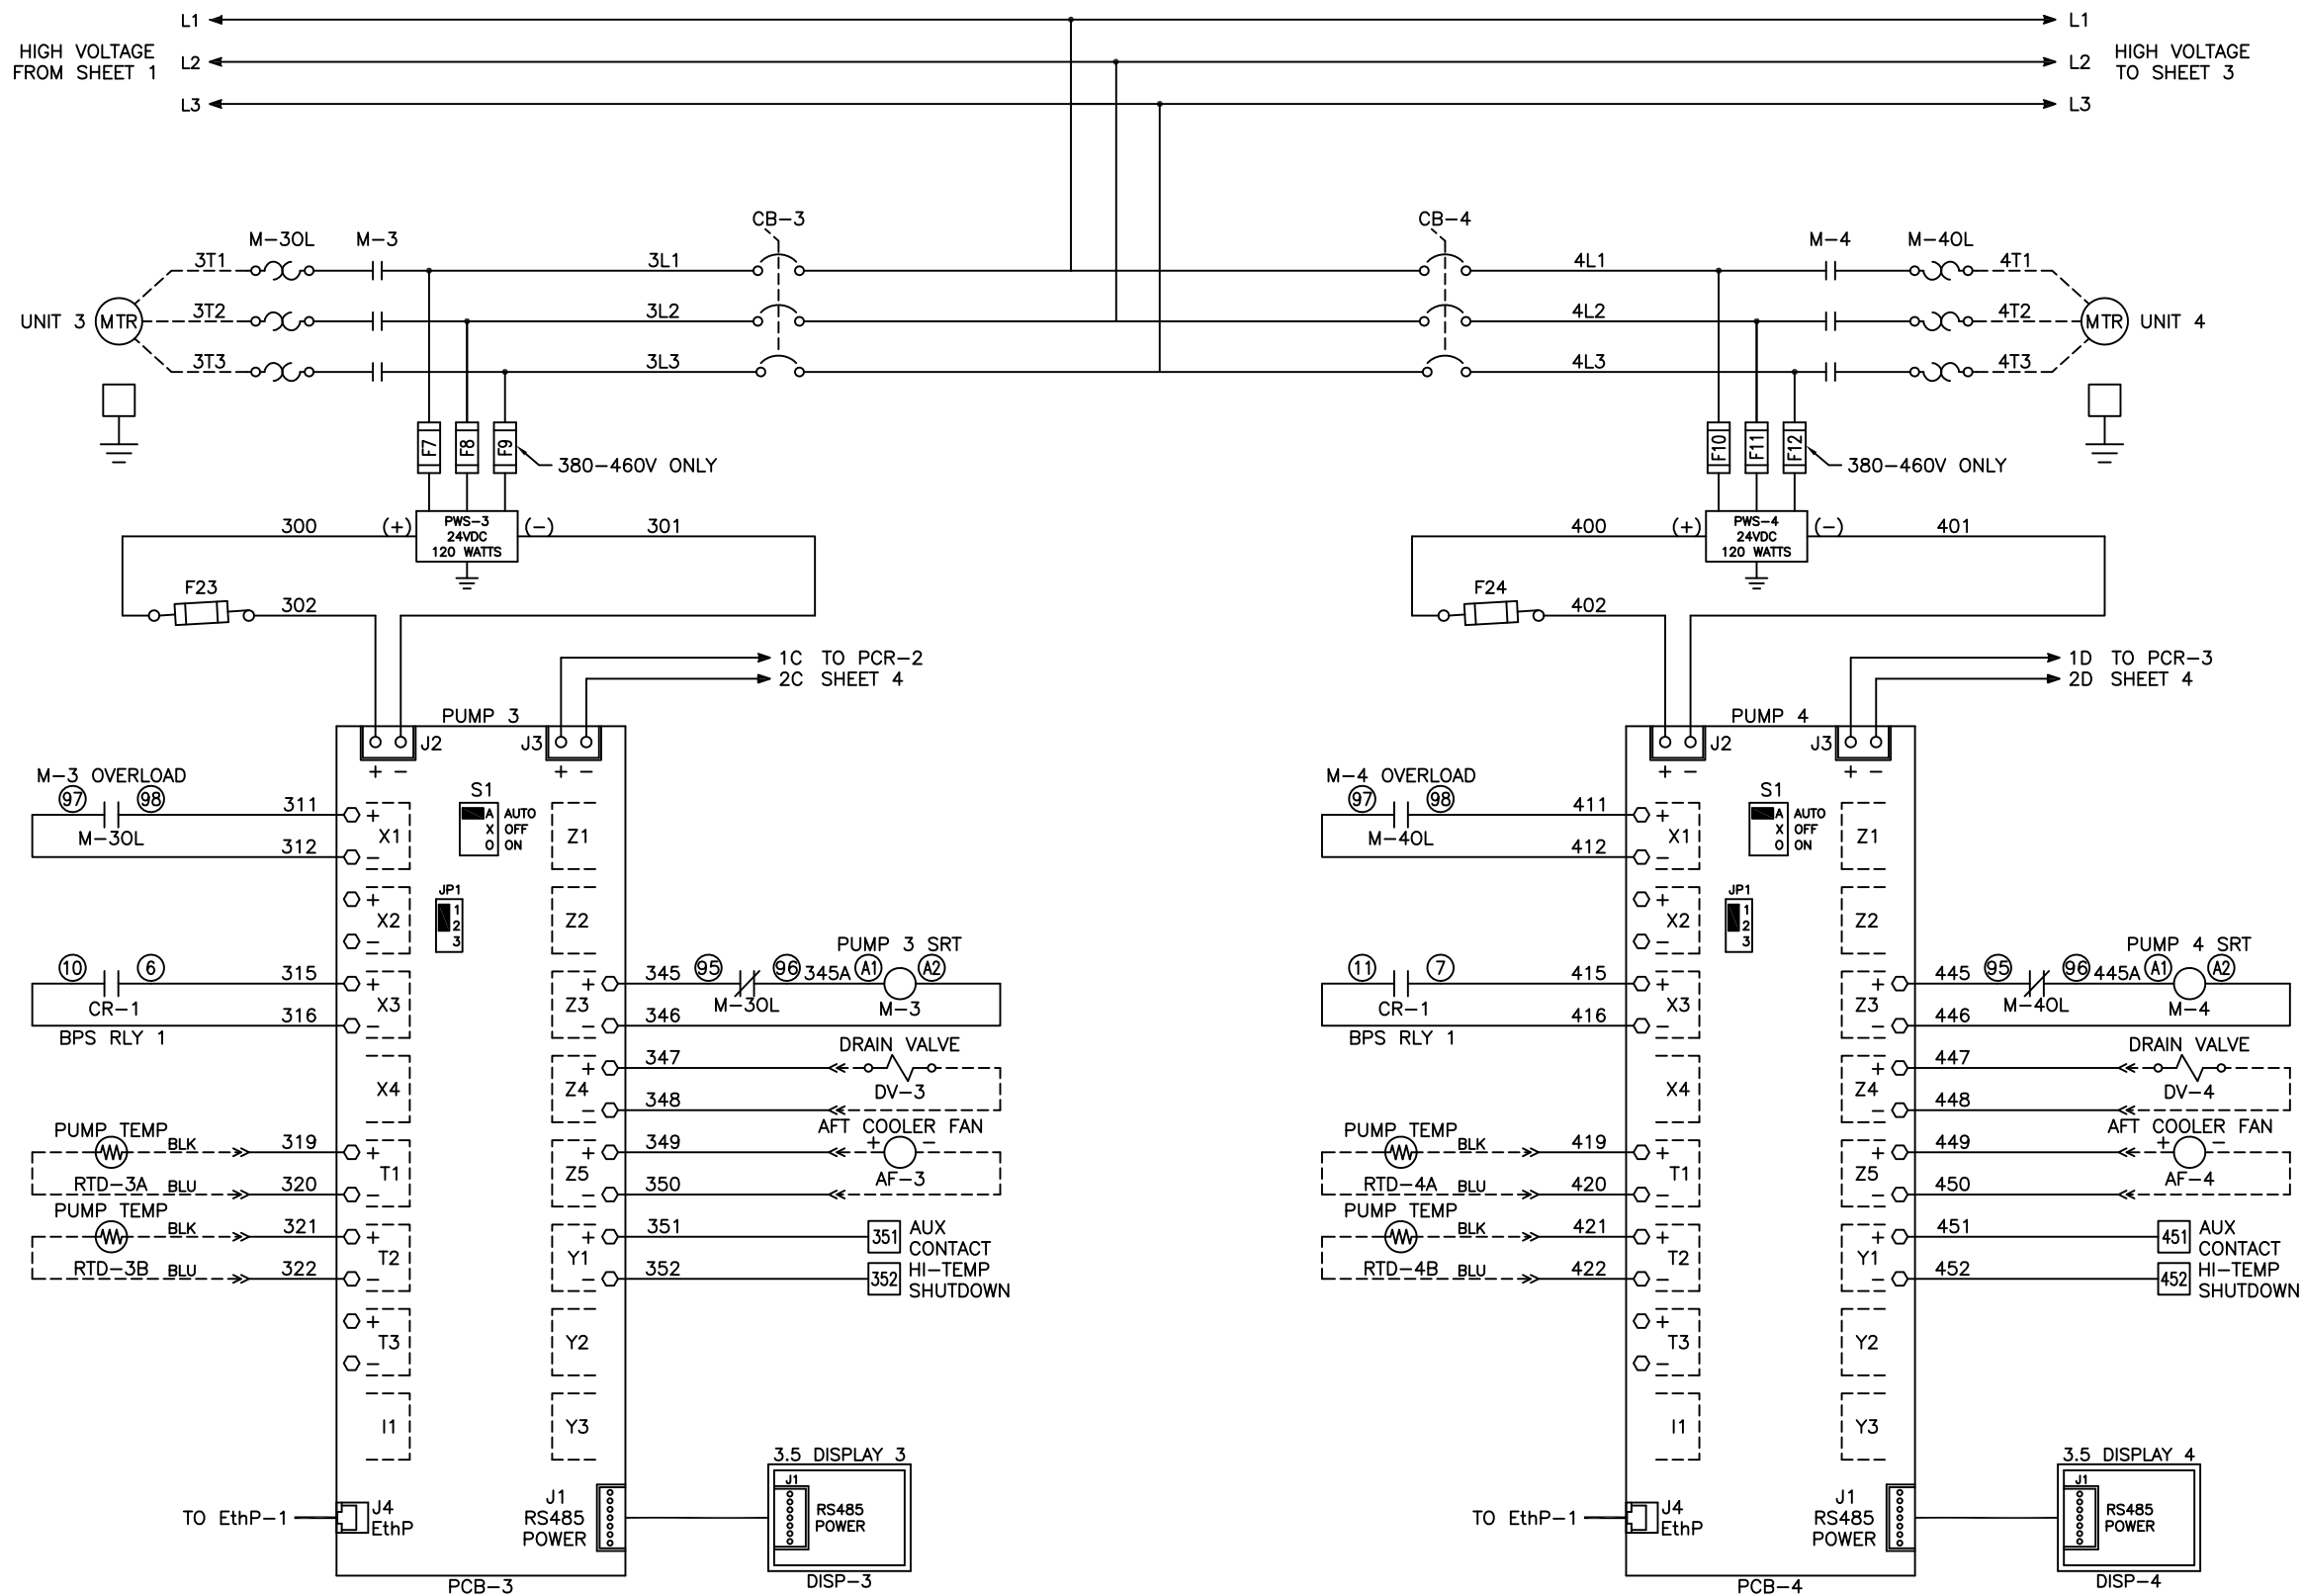 L1 L1
HIGH VOLTAGE
FROM SHEET 1
L2 L2
HIGH VOLTAGE
TO SHEET 3
L3 L3
CB-3 CB-4
M-3OL M-3 M-4 M-4OL
3T1 3L1 4L1 4T1
UNIT 3 MTR 3T2 3L2 4L2 4T2 MTR UNIT 4
3T3 3L3 4L3 4T3
F7 F8 F9 380-460V ONLY
F10 F11 F12 380-460V ONLY
300 (+) PWS-3 (-) 301
24VDC
120 WATTS
F23
302
1C TO PCR-2
2C SHEET 4
PUMP 3
J2 J3
+ - + -
M-3 OVERLOAD
97 98 311
M-3OL
312
+ X1 -
S1
A AUTO
X OFF
O ON
Z1
JP1
1
2
3
+ X2 -
Z2
10 6 315
CR-1
316
BPS RLY 1
+ X3 -
PUMP 3 SRT
+ Z3 -
345 95 96 345A A1 A2
M-3OL M-3
346
X4
DRAIN VALVE
+ Z4 -
347
DV-3
348
PUMP TEMP
BLK 319
RTD-3A BLU 320
+ T1 -
AFT COOLER FAN
+ Z5 -
349 + -
AF-3
350
PUMP TEMP
BLK 321
RTD-3B BLU 322
+ T2 -
+ Y1 -
351 351 AUX
CONTACT
352 352 HI-TEMP
SHUTDOWN
+ T3 -
Y2
I1 Y3
TO EthP-1
J4
EthP
J1
RS485
POWER
3.5 DISPLAY 3
J1
RS485
POWER
DISP-3
PCB-3
400 (+) PWS-4 (-) 401
24VDC
120 WATTS
F24
402
1D TO PCR-3
2D SHEET 4
PUMP 4
J2 J3
+ - + -
M-4 OVERLOAD
97 98 411
M-4OL
412
+ X1 -
S1
A AUTO
X OFF
O ON
Z1
JP1
1
2
3
+ X2 -
Z2
11 7 415
CR-1
416
BPS RLY 1
+ X3 -
PUMP 4 SRT
+ Z3 -
445 95 96 445A A1 A2
M-4OL M-4
446
X4
DRAIN VALVE
+ Z4 -
447
DV-4
448
PUMP TEMP
BLK 419
RTD-4A BLU 420
+ T1 -
AFT COOLER FAN
+ Z5 -
449 + -
AF-4
450
PUMP TEMP
BLK 421
RTD-4B BLU 422
+ T2 -
+ Y1 -
451 451 AUX
CONTACT
452 452 HI-TEMP
SHUTDOWN
+ T3 -
Y2
I1 Y3
TO EthP-1
J4
EthP
J1
RS485
POWER
3.5 DISPLAY 4
J1
RS485
POWER
DISP-4
PCB-4